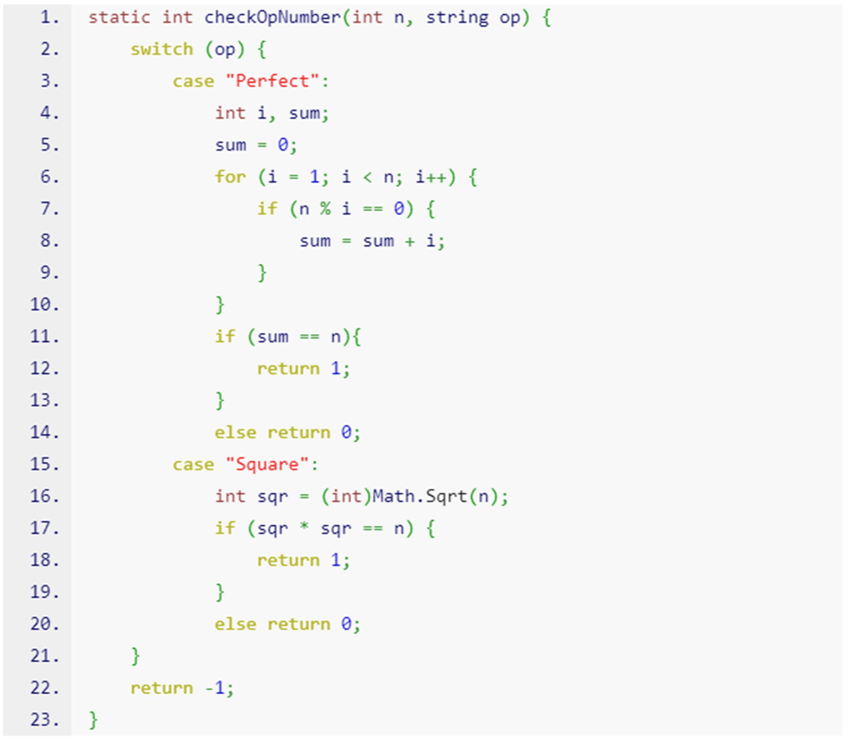 1. static int checkOpNumber(int n, string op) {
2. switch (op) {
3. case "Perfect":
4. int i, sum;
5. sum = 0;
6. for (i = 1; i < n; i++) {
7. if (n % i == 0) {
8. sum = sum + i;
9. }
10. }
11. if (sum == n){
12. return 1;
13. }
14. else return 0;
15. case "Square":
16. int sqr = (int)Math.Sqrt(n);
17. if (sqr * sqr == n) {
18. return 1;
19. }
20. else return 0;
21. }
22. return -1;
23. }